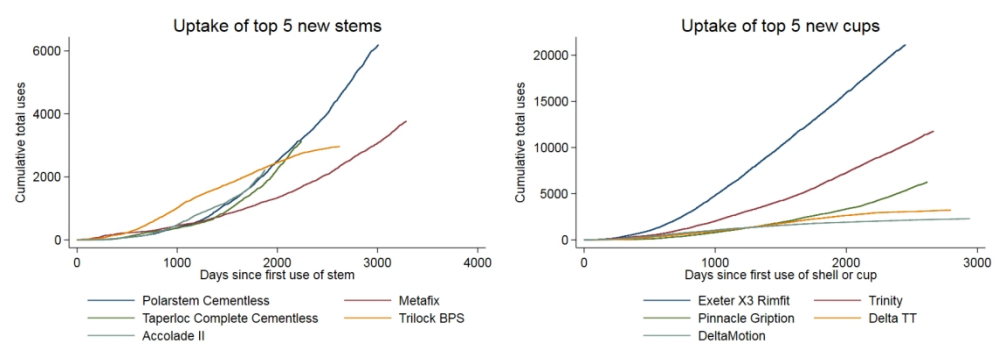 Uptake of top 5 new stems
Cumulative total uses
6000
4000
2000
0
0 1000 2000 3000 4000
Days since first use of stem
Polarstem Cementless Metafix
Taperloc Complete Cementless Trilock BPS
Accolade II
Uptake of top 5 new cups
Cumulative total uses
20000
15000
10000
5000
0
0 1000 2000 3000
Days since first use of shell or cup
Exeter X3 Rimfit Trinity
Pinnacle Gription Delta TT
DeltaMotion